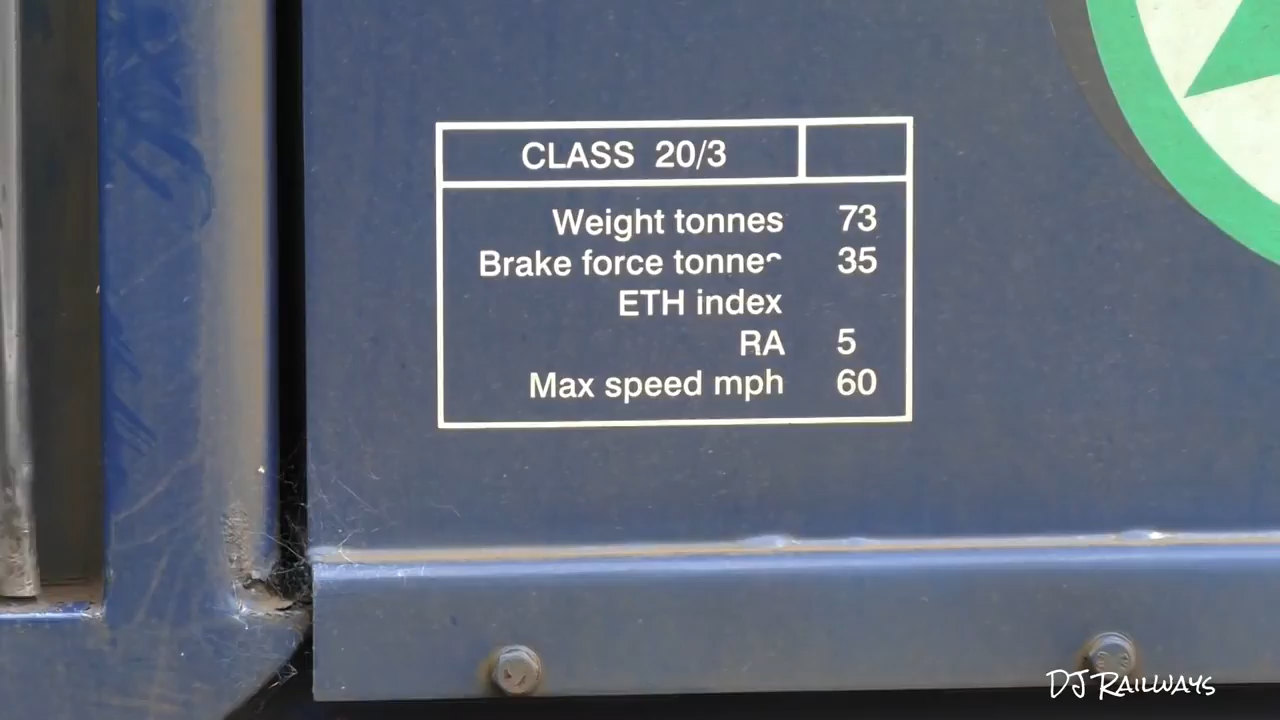 CLASS 20/3
Weight tonnes 73
Brake force tonnes 35
ETH index
RA 5
Max speed mph 60
DJ RAILWAYS